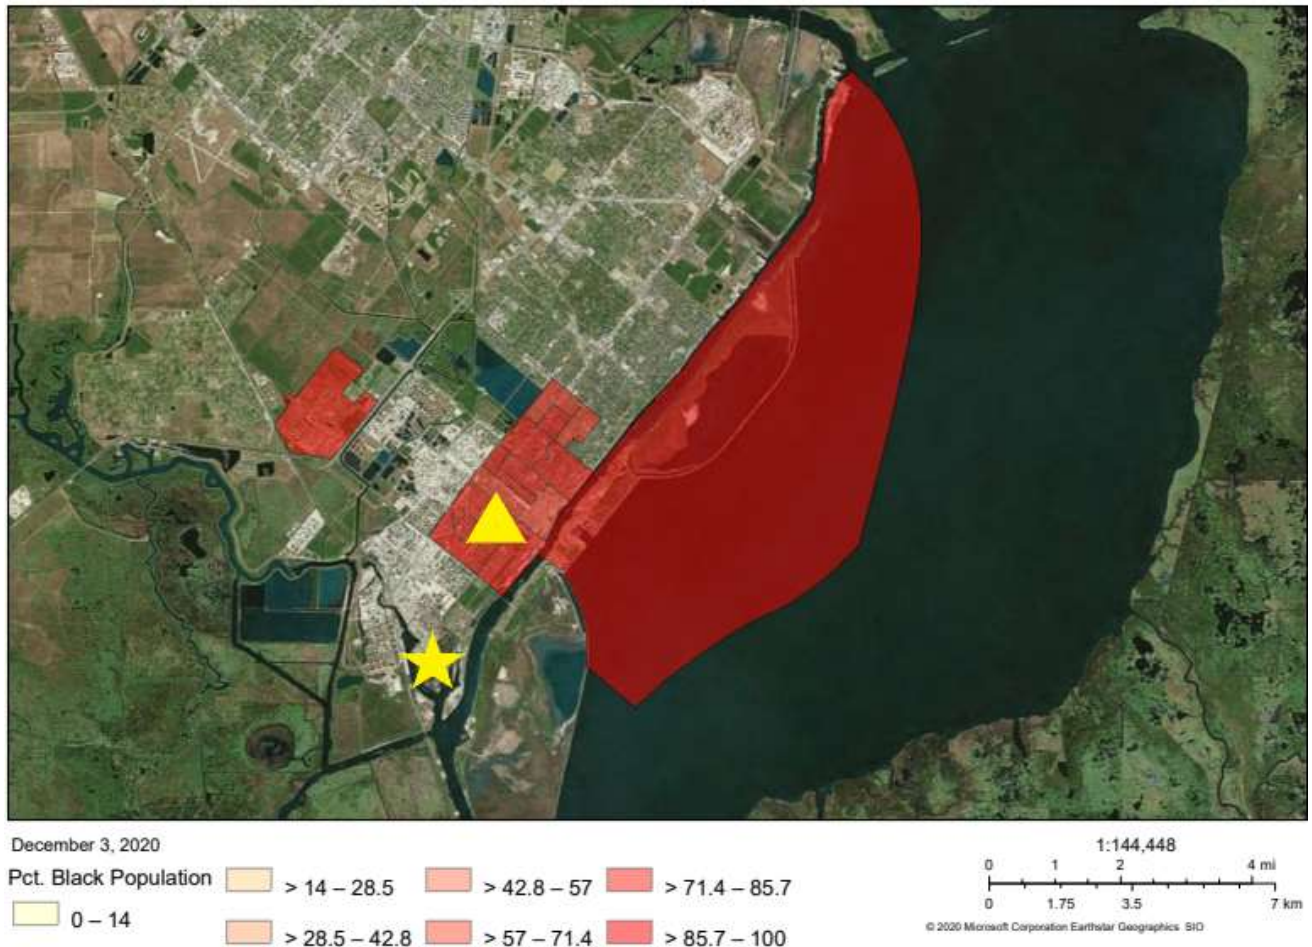 December 3, 2020
Pct. Black Population
0 – 14
> 14 – 28.5
> 28.5 – 42.8
> 42.8 – 57
> 57 – 71.4
> 71.4 – 85.7
> 85.7 – 100
1:144,448
0 1 2 4 mi
0 1.75 3.5 7 km
© 2020 Microsoft Corporation Earthstar Geographics SIO